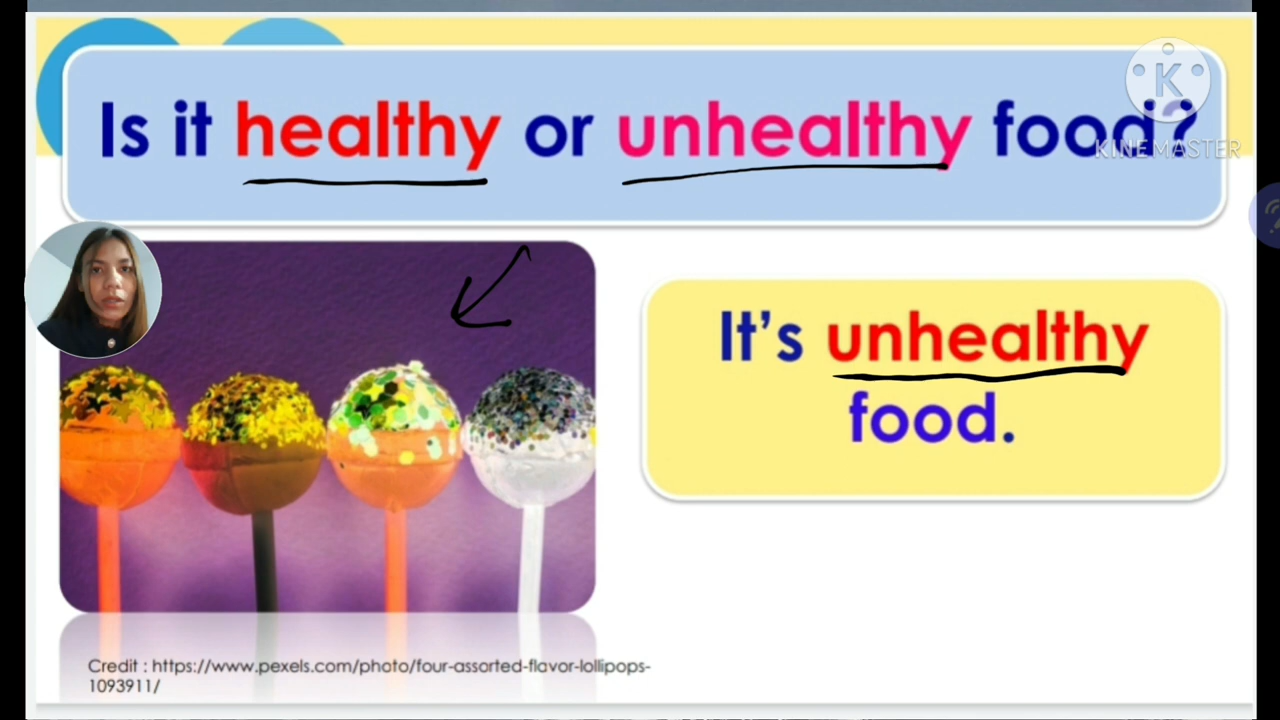 Is it healthy or unhealthy food?
K
KINEMASTER
It's unhealthy
food.
Credit : https://www.pexels.com/photo/four-assorted-flavor-lollipops-
1093911/